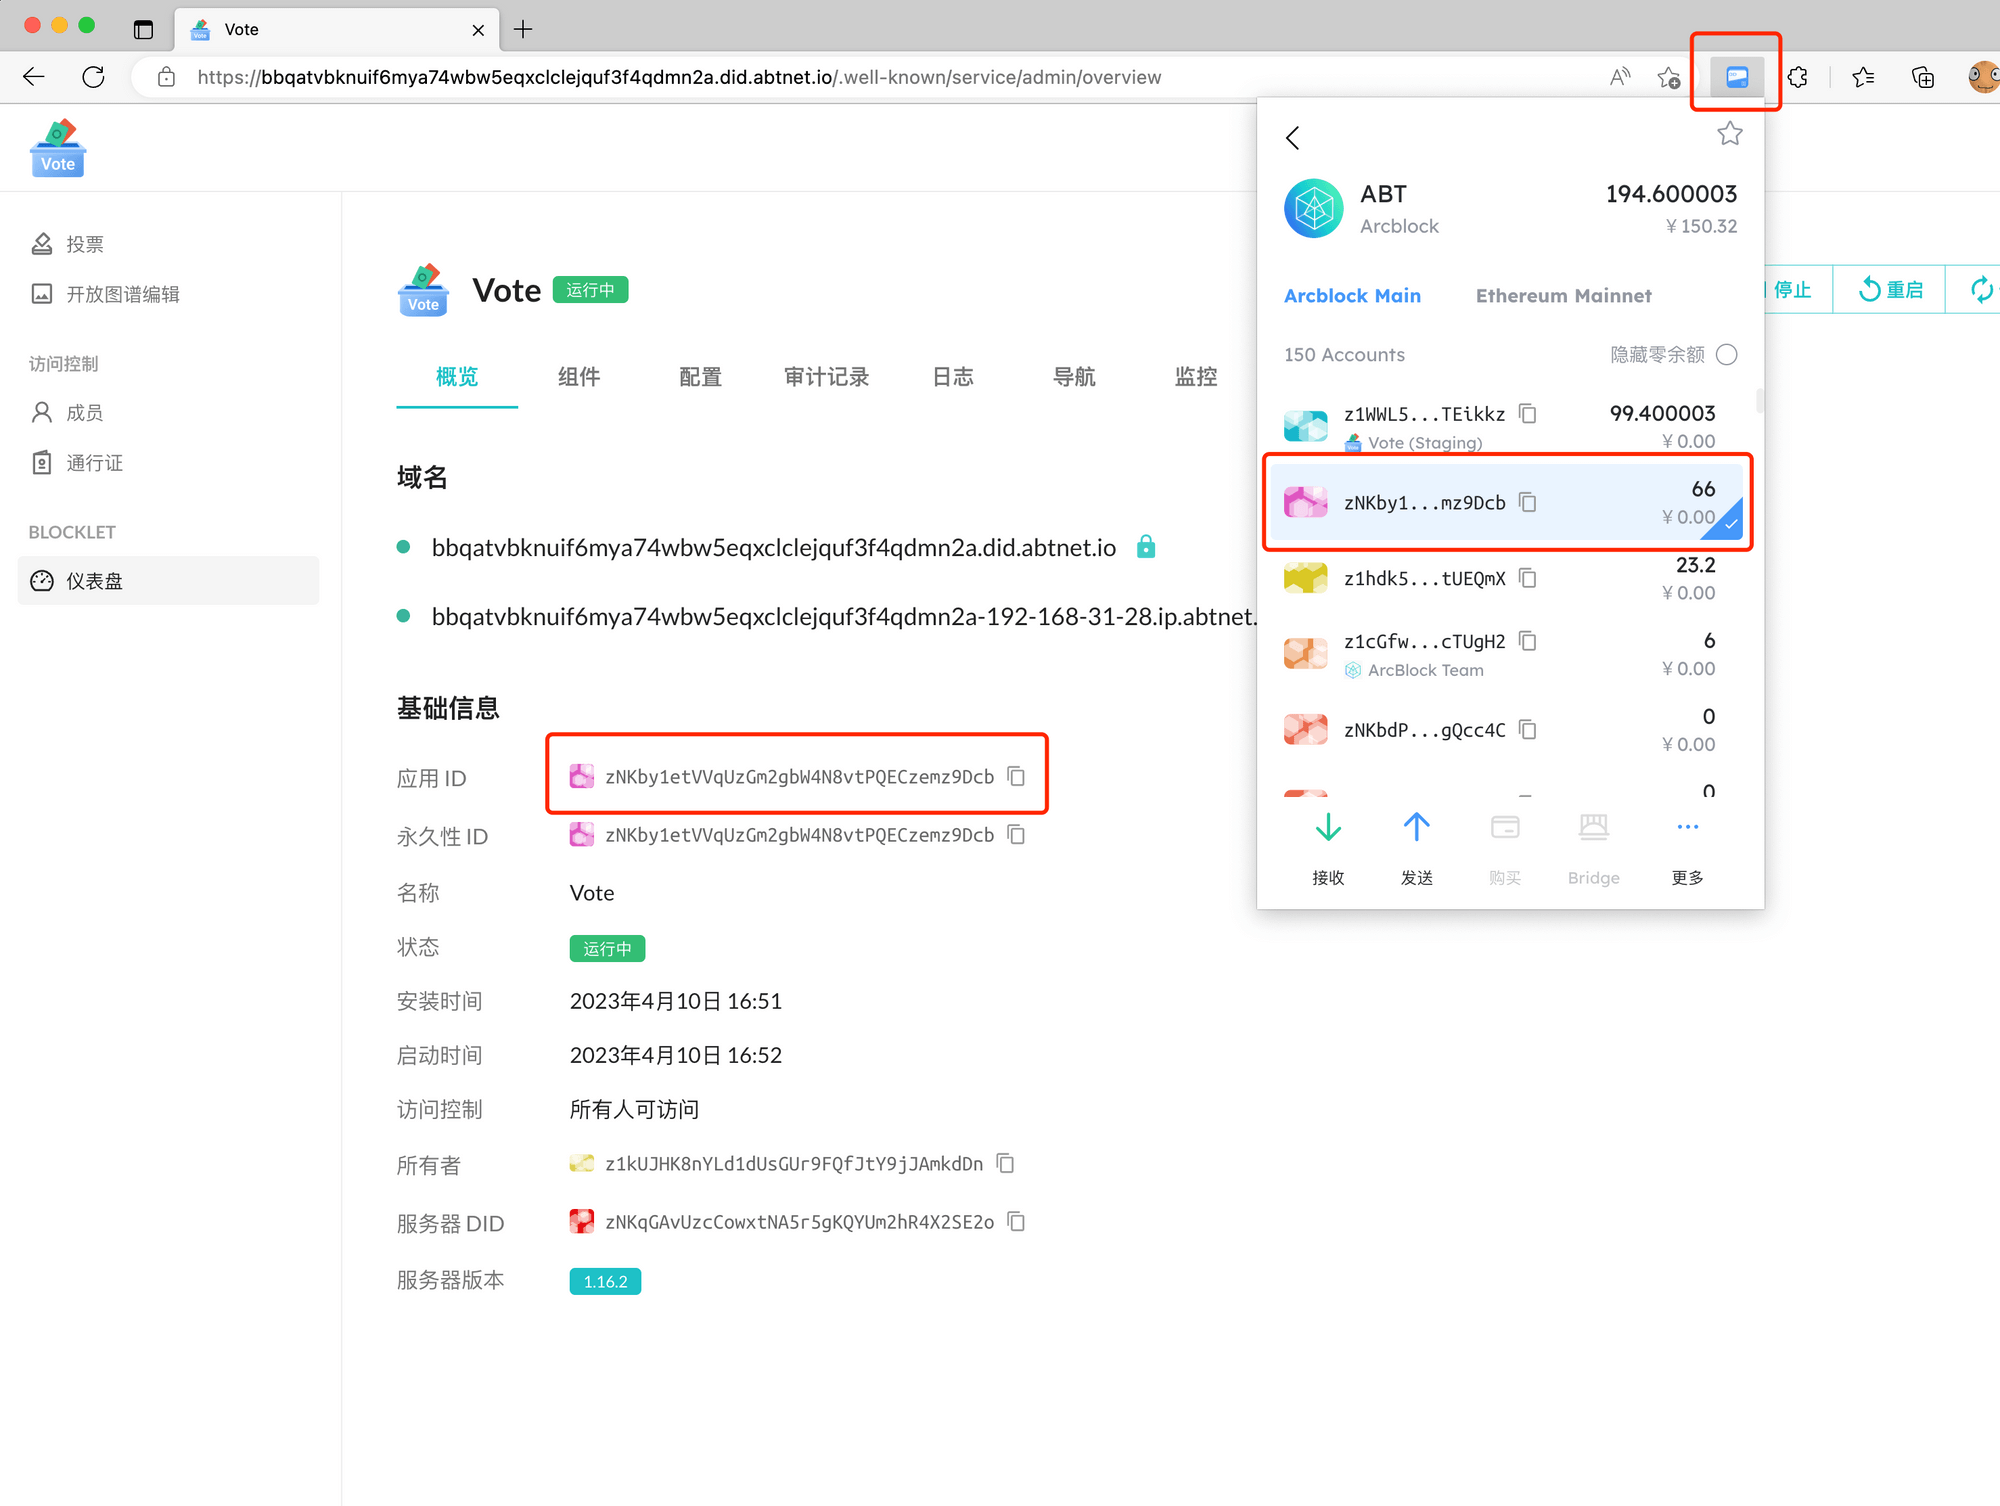 Vote
https://bbqatvbknuif6mya74wbw5eqxclclejquf3f4qdmn2a.did.abtnet.io/.well-known/service/admin/overview
Vote
投票
开放图谱编辑
访问控制
成员
通行证
BLOCKLET
仪表盘
Vote
Vote 运行中
停止
重启
概览 组件 配置 审计记录 日志 导航 监控
域名
bbqatvbknuif6mya74wbw5eqxclclejquf3f4qdmn2a.did.abtnet.io
bbqatvbknuif6mya74wbw5eqxclclejquf3f4qdmn2a-192-168-31-28.ip.abtnet.
基础信息
应用 ID zNKby1etVVqUzGm2gbW4N8vtPQECzemz9Dcb
永久性 ID zNKby1etVVqUzGm2gbW4N8vtPQECzemz9Dcb
名称 Vote
状态 运行中
安装时间 2023年4月10日 16:51
启动时间 2023年4月10日 16:52
访问控制 所有人可访问
所有者 z1kUJHK8nYLd1dUsGUr9FQfJtY9jJAmkdDn
服务器 DID zNKqGAvUzcCowxtNA5r5gKQYUm2hR4X2SE2o
服务器版本 1.16.2
ABT 194.600003
Arcblock ¥ 150.32
Arcblock Main Ethereum Mainnet
150 Accounts 隐藏零余额
z1WWL5...TEikkz 99.400003
Vote (Staging) ¥ 0.00
zNKby1...mz9Dcb 66
¥ 0.00
z1hdk5...tUEQmX 23.2
¥ 0.00
z1cGfw...cTUgH2 6
ArcBlock Team ¥ 0.00
zNKbdP...gQcc4C 0
¥ 0.00
0
接收 发送 购买 Bridge 更多